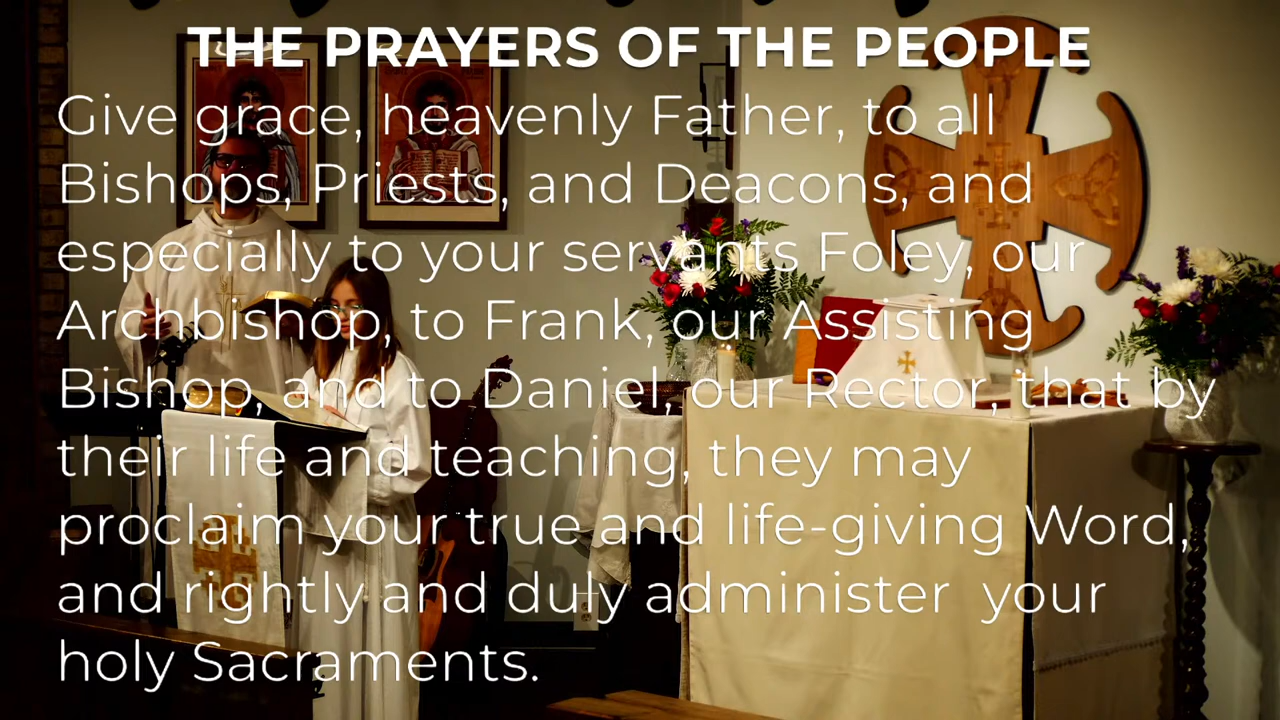 THE PRAYERS OF THE PEOPLE
Give grace, heavenly Father, to all
Bishops, Priests, and Deacons, and
especially to your servants Foley, our
Archbishop, to Frank, our Assisting
Bishop, and to Daniel, our Rector, that by
their life and teaching, they may
proclaim your true and life-giving Word,
and rightly and duly administer  your
holy Sacraments.